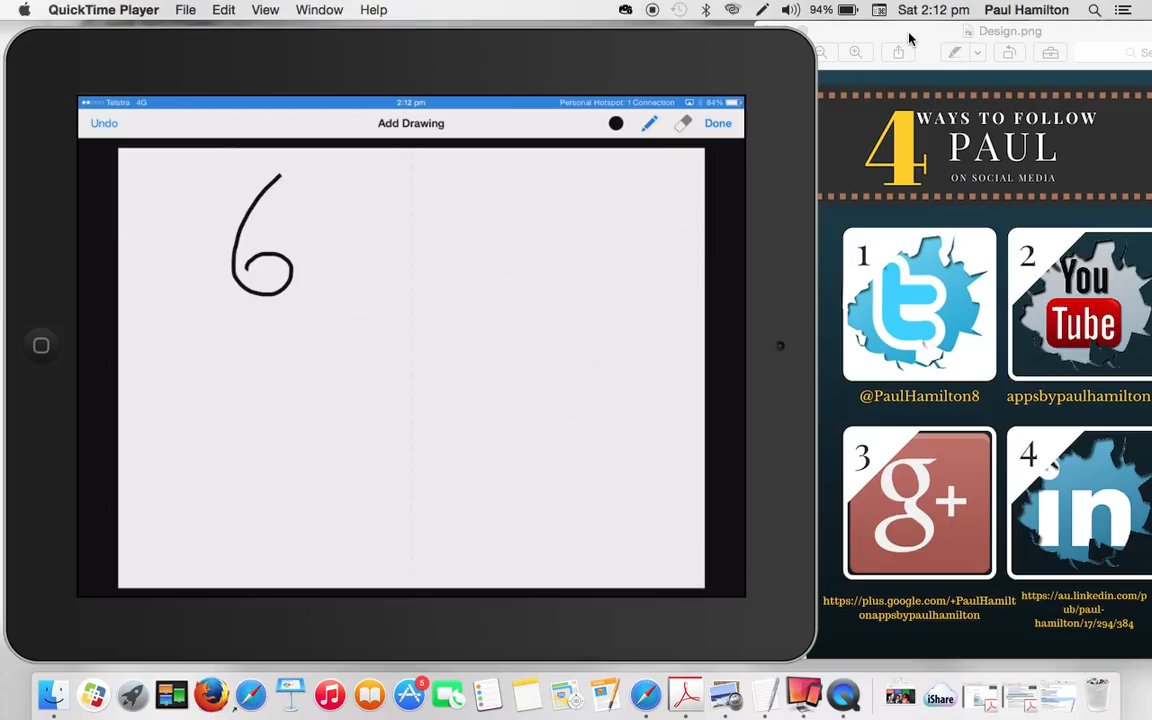 QuickTime Player File Edit View Window Help 94% Sat 2:12 pm Paul Hamilton
Design.png
Telstra 4G 2:12 pm Personal Hotspot: 1 Connection 84%
Undo Add Drawing Done
6
4 WAYS TO FOLLOW
PAUL
ON SOCIAL MEDIA
1
t
2
You
Tube
@PaulHamilton8
appsbypaulhamilton
3
g+
4
in
https://plus.google.com/+PaulHamilt
onappsbypaulhamilton
https://au.linkedin.com/p
ub/paul-
hamilton/17/294/384
5
iShare